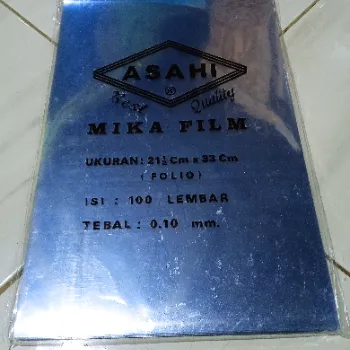 ASAHI
®
Best Quality
MIKA FILM
UKURAN: 21½ Cm x 33 Cm
(FOLIO)
ISI : 100 LEMBAR
TEBAL : 0.10 mm.